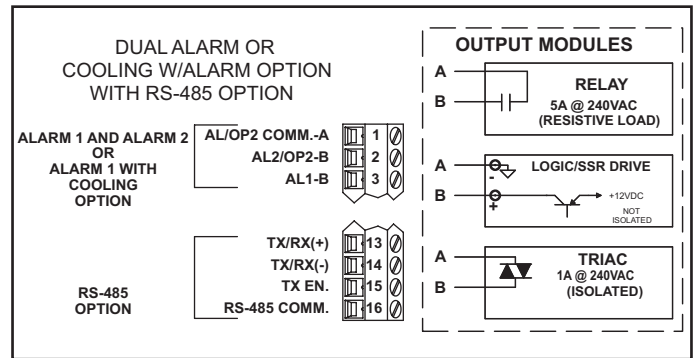 DUAL ALARM OR
COOLING W/ALARM OPTION
WITH RS-485 OPTION
ALARM 1 AND ALARM 2
OR
ALARM 1 WITH
COOLING
OPTION
AL/OP2 COMM.-A 1
AL2/OP2-B 2
AL1-B 3
RS-485
OPTION
TX/RX(+) 13
TX/RX(-) 14
TX EN. 15
RS-485 COMM. 16
OUTPUT MODULES
A
B
RELAY
5A @ 240VAC
(RESISTIVE LOAD)
A
B
-
+
LOGIC/SSR DRIVE
+12VDC
NOT
ISOLATED
A
B
TRIAC
1A @ 240VAC
(ISOLATED)